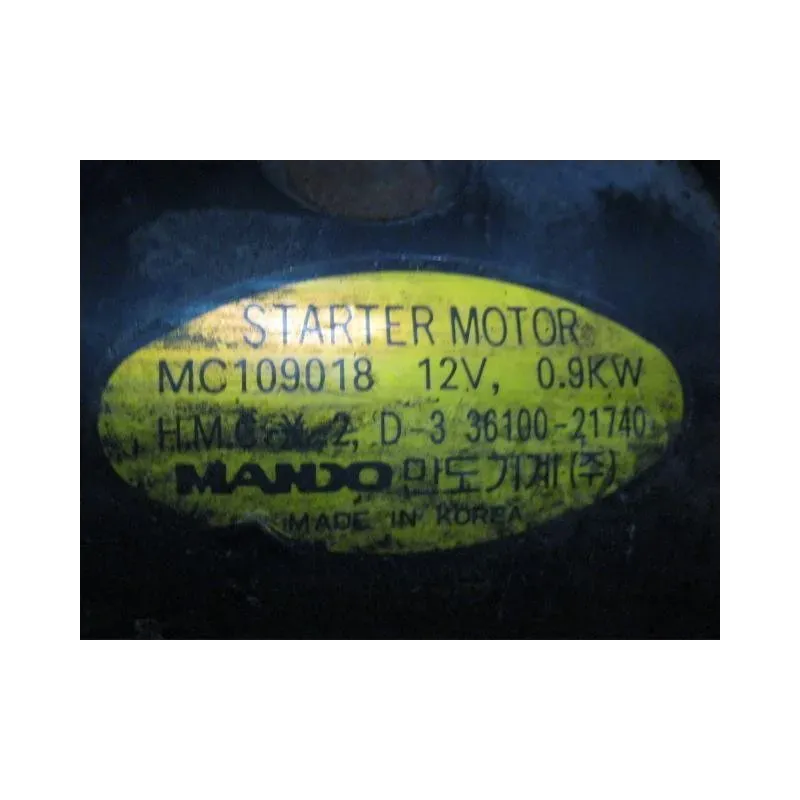 STARTER MOTOR
MC109018 12V, 0.9KW
H.M.C 2, D-3 36100-21740
MANDO 만도기계(주)
MADE IN KOREA